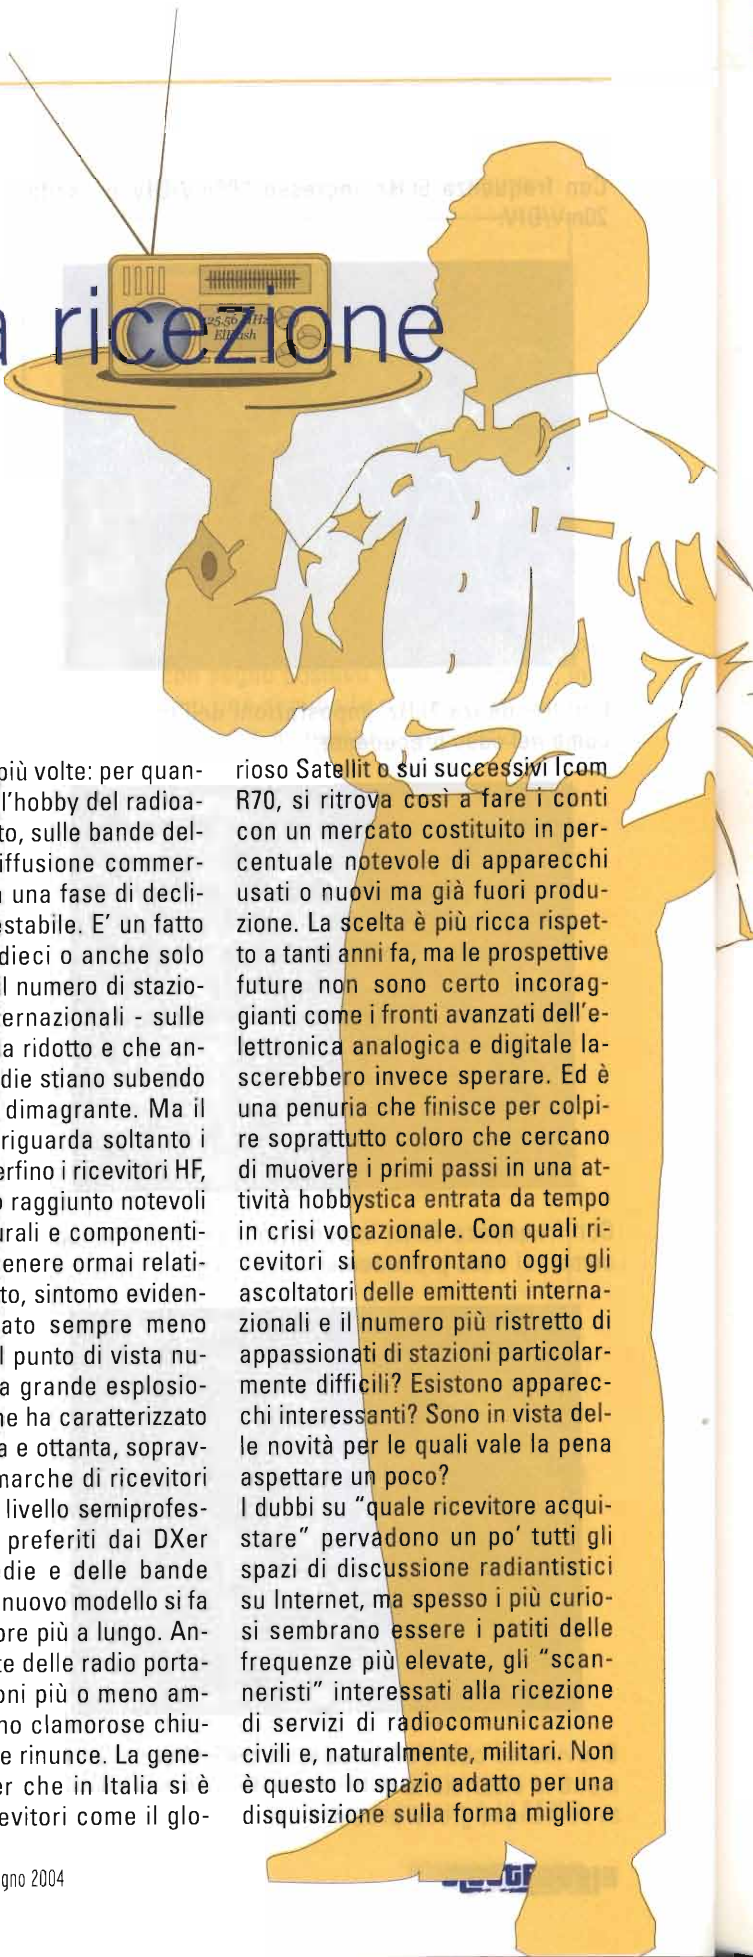 a ricezione
25.56 MHz
ElFlash
più volte: per quan-
l'hobby del radioa-
to, sulle bande del-
iffusione commer-
una fase di decli-
estabile. E' un fatto
dieci o anche solo
il numero di stazio-
ternazionali - sulle
a ridotto e che an-
die stiano subendo
dimagrante. Ma il
riguarda soltanto i
erfino i ricevitori HF,
o raggiunto notevoli
urali e componenti-
enere ormai relati-
to, sintomo eviden-
ato sempre meno
l punto di vista nu-
a grande esplosio-
ne ha caratterizzato
a e ottanta, soprav-
marche di ricevitori
livello semiprofes-
preferiti dai DXer
die e delle bande
nuovo modello si fa
ore più a lungo. An-
te delle radio porta-
oni più o meno am-
no clamorose chiu-
e rinunce. La gene-
er che in Italia si è
evitori come il glo-
rioso Satellit o sui successivi Icom
R70, si ritrova così a fare i conti
con un mercato costituito in per-
centuale notevole di apparecchi
usati o nuovi ma già fuori produ-
zione. La scelta è più ricca rispet-
to a tanti anni fa, ma le prospettive
future non sono certo incorag-
gianti come i fronti avanzati dell'e-
lettronica analogica e digitale la-
scerebbero invece sperare. Ed è
una penuria che finisce per colpi-
re soprattutto coloro che cercano
di muovere i primi passi in una at-
tività hobbystica entrata da tempo
in crisi vocazionale. Con quali ri-
cevitori si confrontano oggi gli
ascoltatori delle emittenti interna-
zionali e il numero più ristretto di
appassionati di stazioni particolar-
mente difficili? Esistono apparec-
chi interessanti? Sono in vista del-
le novità per le quali vale la pena
aspettare un poco?
I dubbi su "quale ricevitore acqui-
stare" pervadono un po' tutti gli
spazi di discussione radiantistici
su Internet, ma spesso i più curio-
si sembrano essere i patiti delle
frequenze più elevate, gli "scan-
neristi" interessati alla ricezione
di servizi di radiocomunicazione
civili e, naturalmente, militari. Non
è questo lo spazio adatto per una
disquisizione sulla forma migliore
gno 2004